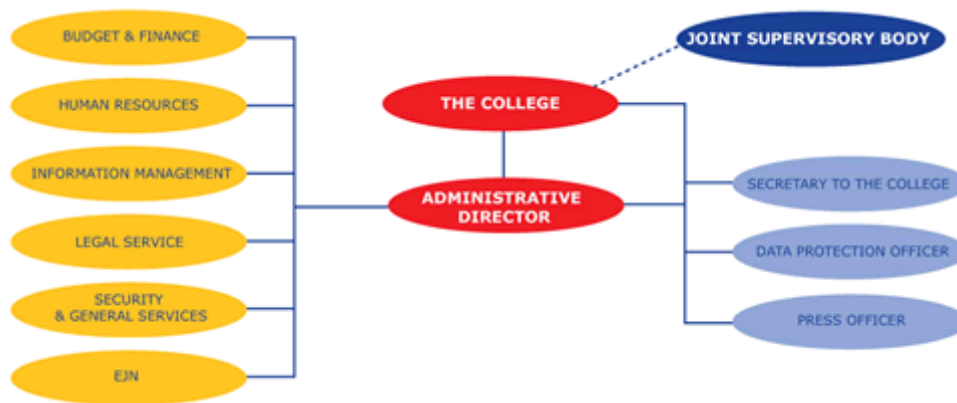 BUDGET & FINANCE
HUMAN RESOURCES
INFORMATION MANAGEMENT
LEGAL SERVICE
SECURITY
& GENERAL SERVICES
EJN
THE COLLEGE
ADMINISTRATIVE
DIRECTOR
JOINT SUPERVISORY BODY
SECRETARY TO THE COLLEGE
DATA PROTECTION OFFICER
PRESS OFFICER